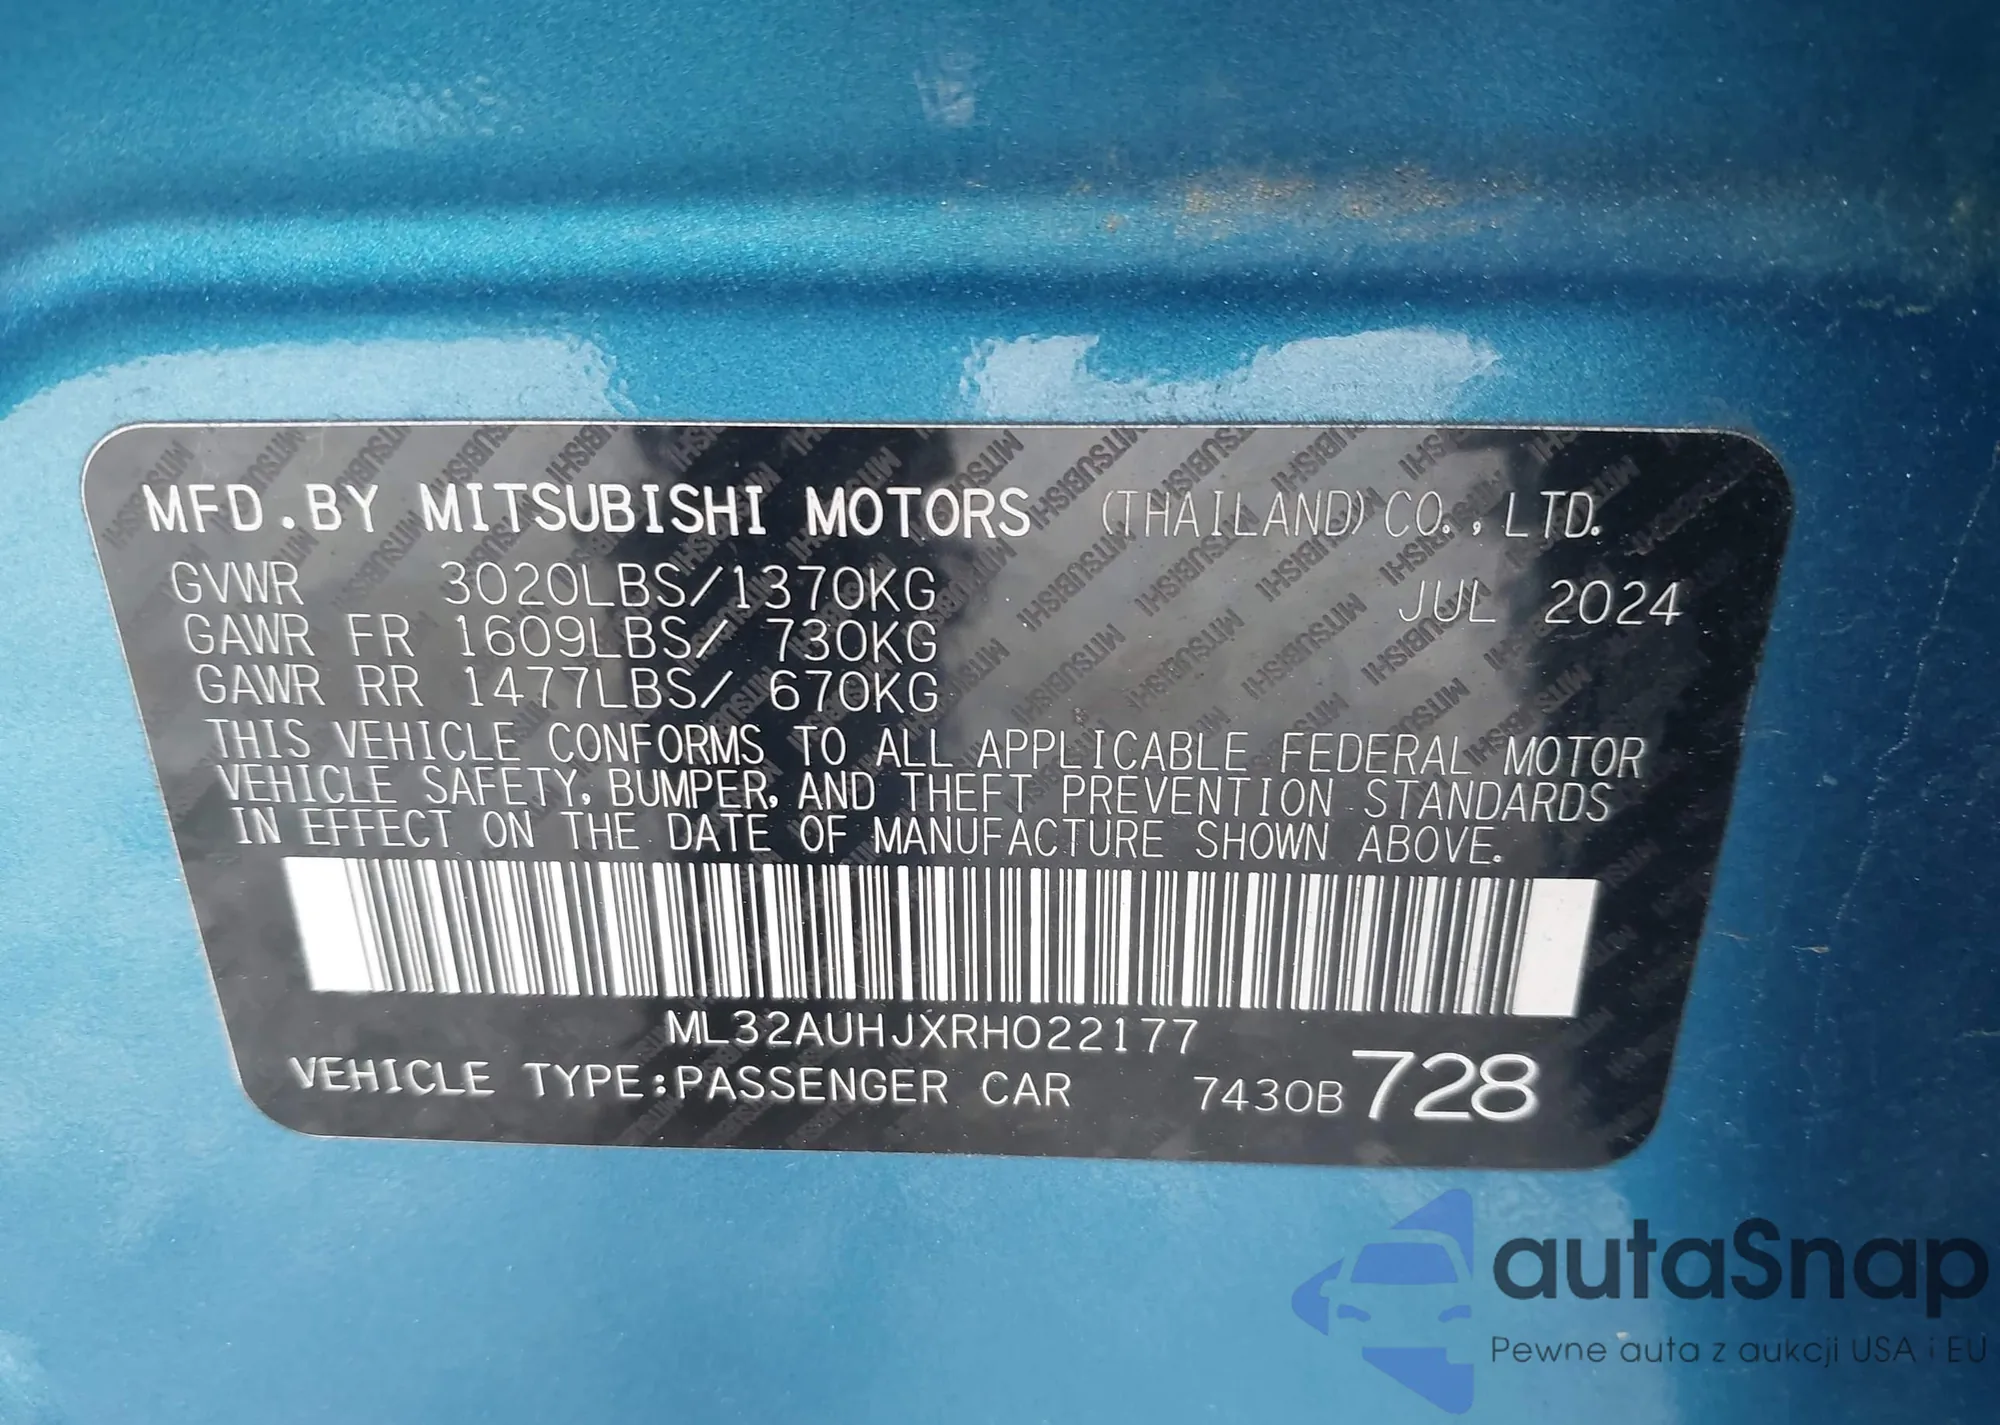 MFD.BY MITSUBISHI MOTORS (THAILAND) CO., LTD.
GVWR 3020LBS/1370KG JUL 2024
GAWR FR 1609LBS/ 730KG
GAWR RR 1477LBS/ 670KG
THIS VEHICLE CONFORMS TO ALL APPLICABLE FEDERAL MOTOR
VEHICLE SAFETY, BUMPER, AND THEFT PREVENTION STANDARDS
IN EFFECT ON THE DATE OF MANUFACTURE SHOWN ABOVE.
ML32AUHJXRH022177
VEHICLE TYPE:PASSENGER CAR 7430B 728
autaSnap
Pewne auta z aukcji USA i EU